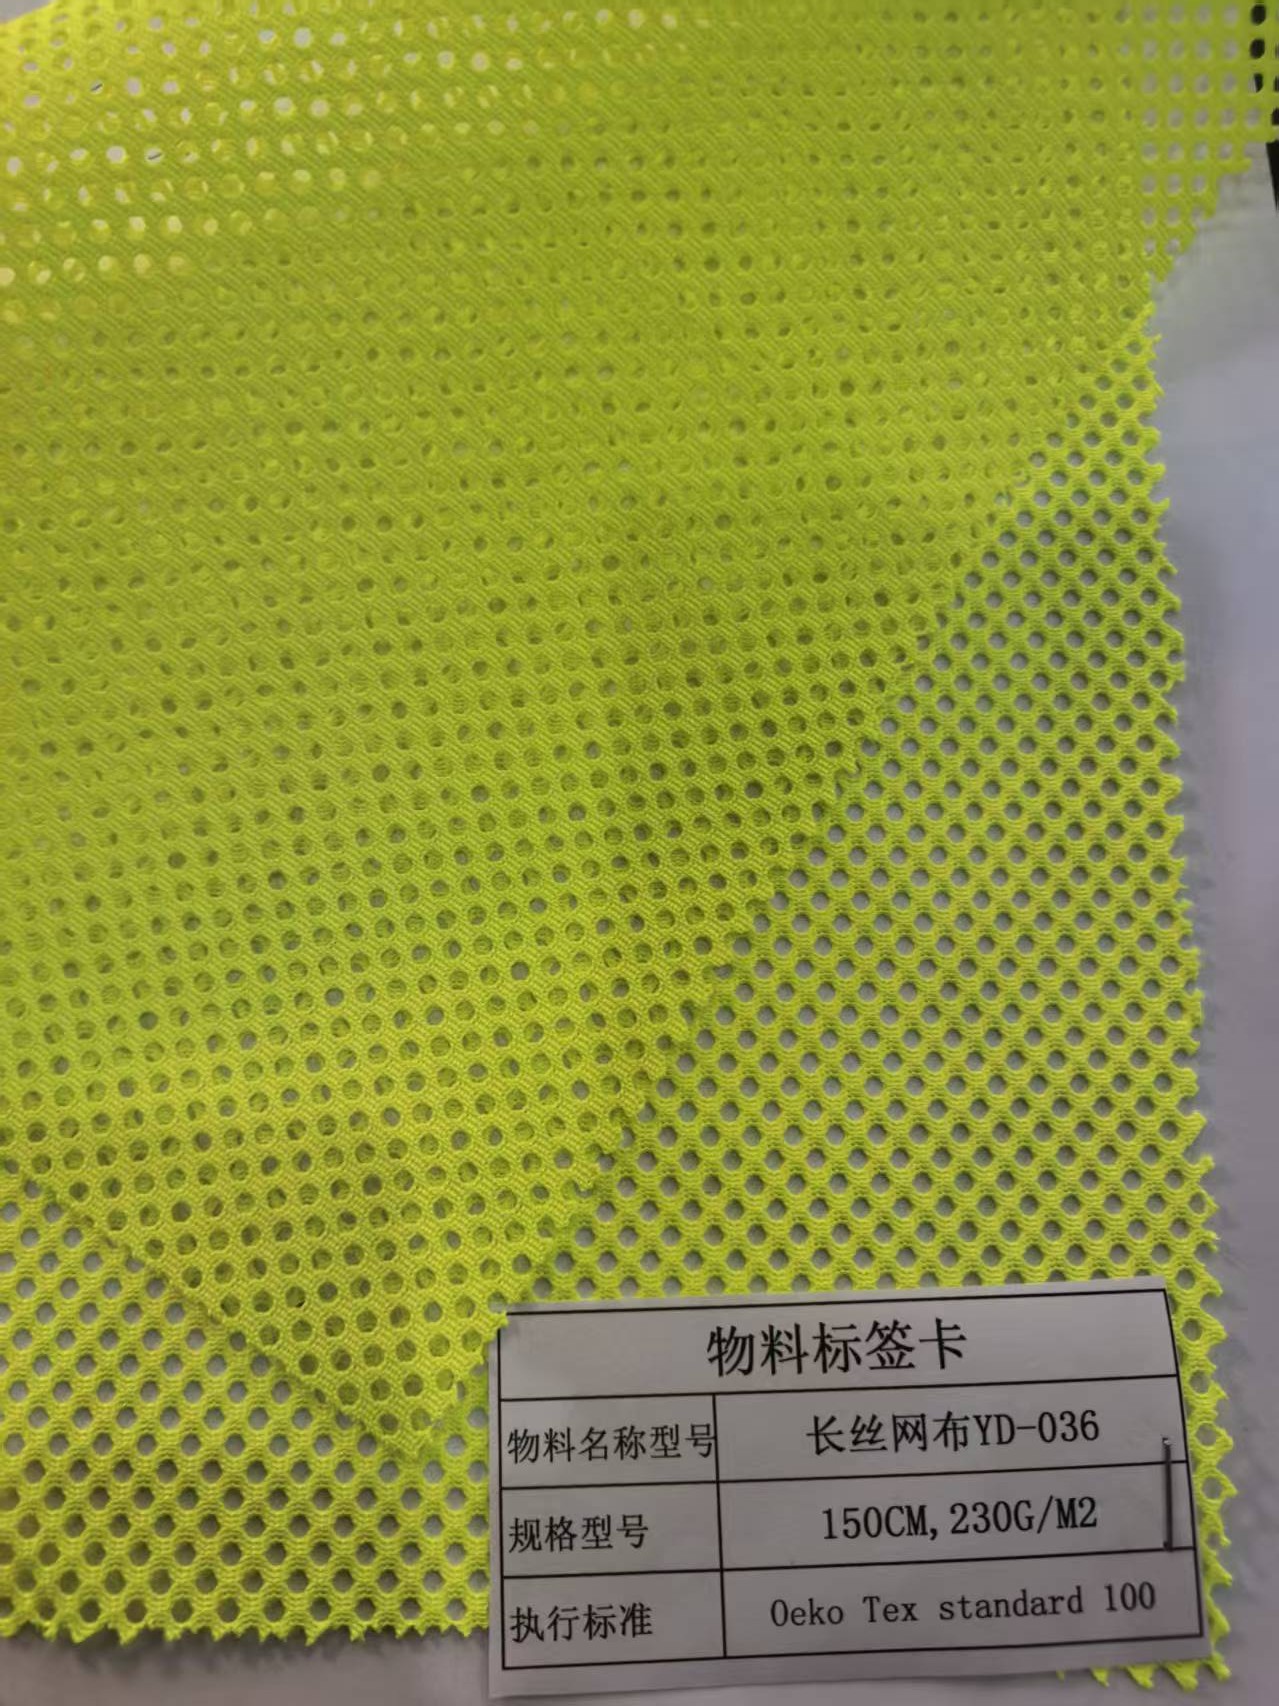 物料标签卡
物料名称型号 长丝网布YD-036
规格型号 150CM,230G/M2
执行标准 Oeko Tex standard 100